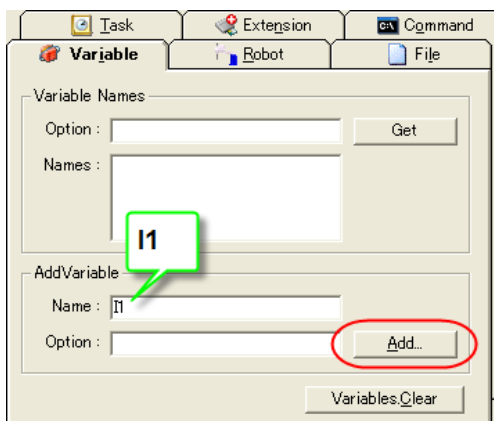 Task Extension Command
Variable Robot File
Variable Names
Option : Get
Names :
I1
AddVariable
Name : I1
Option : Add...
Variables.Clear